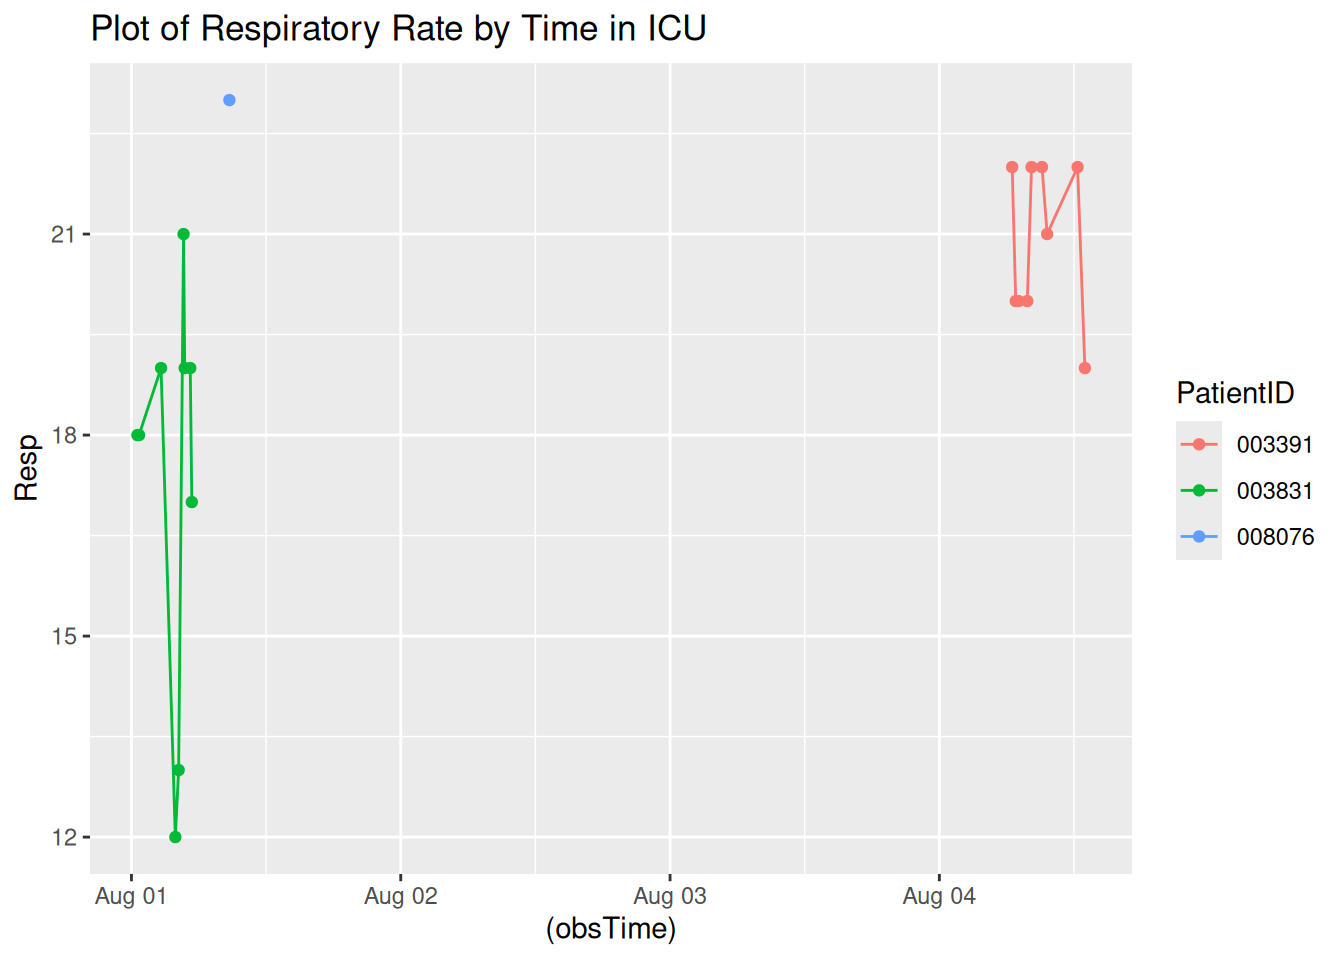 Plot of Respiratory Rate by Time in ICU
Resp
21
18
15
12
Aug 01
Aug 02
Aug 03
Aug 04
(obsTime)
PatientID
003391
003831
008076